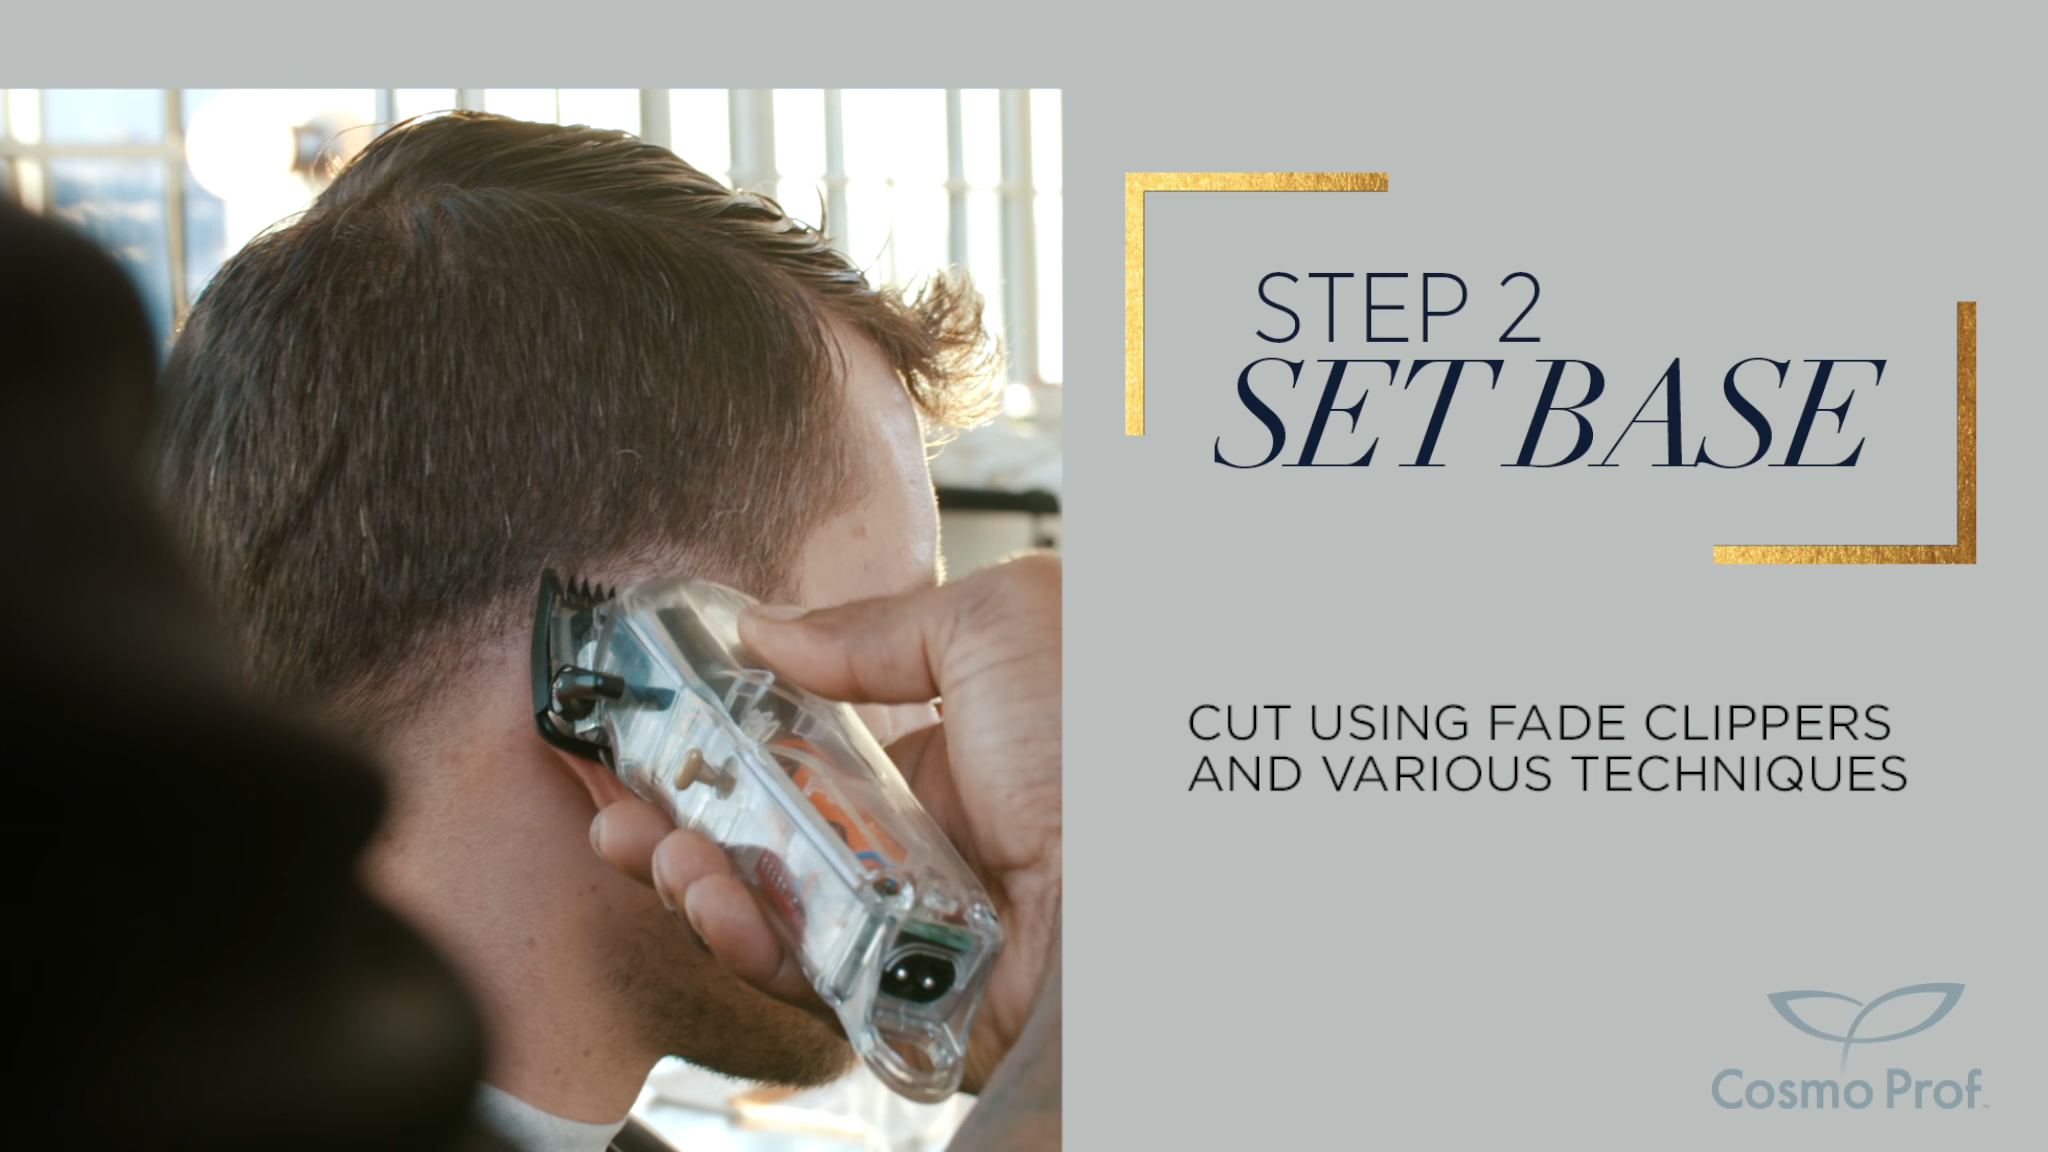 STEP 2
SET BASE
CUT USING FADE CLIPPERS
AND VARIOUS TECHNIQUES
Cosmo Prof